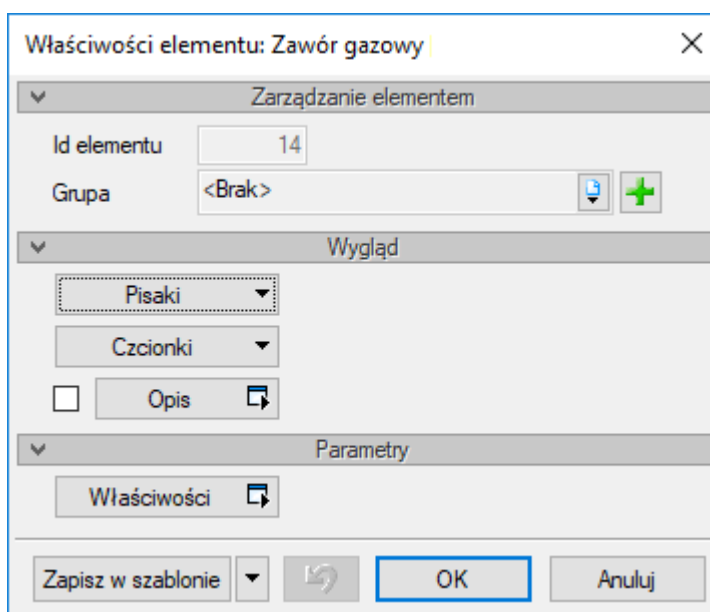 Właściwości elementu: Zawór gazowy
Zarządzanie elementem
Id elementu 14
Grupa <Brak>
Wygląd
Pisaki
Czcionki
Opis
Parametry
Właściwości
Zapisz w szablonie OK Anuluj